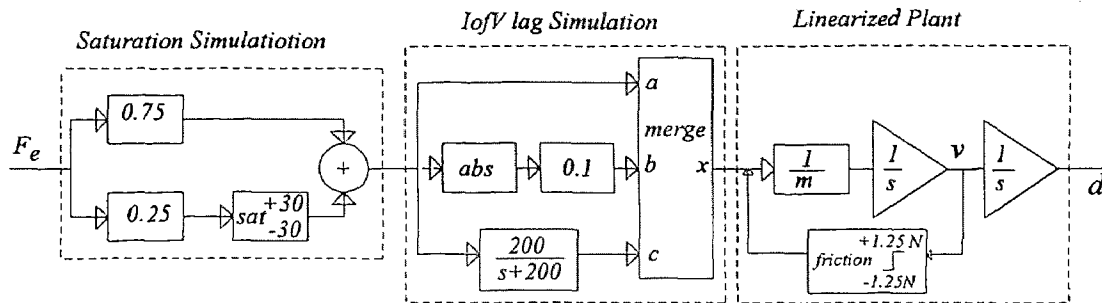 Saturation Simulatiotion
IofV lag Simulation
Linearized Plant
F_e
0.75
0.25
sat +30
-30
+
abs
0.1
200
s+200
a
merge
b
x
c
1
m
1
s
v
1
s
d
friction
+1.25 N
-1.25N